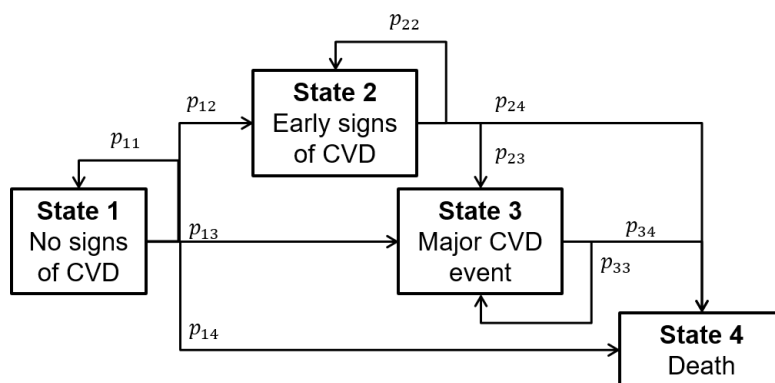 p₂₂
State 2
Early signs
of CVD
p₁₂
p₂₄
p₁₁
p₂₃
State 1
No signs
of CVD
p₁₃
State 3
Major CVD
event
p₃₄
p₃₃
p₁₄
State 4
Death